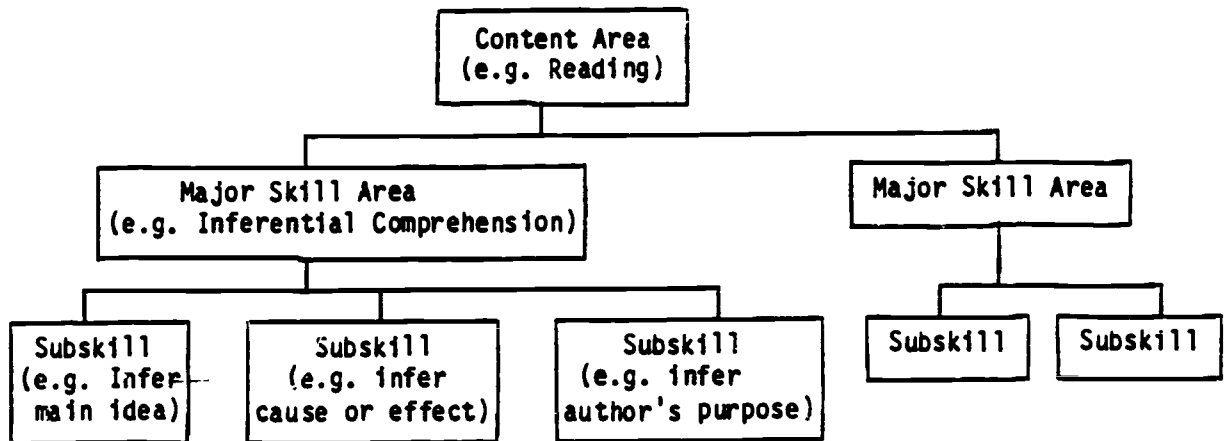 Content Area
(e.g. Reading)
Major Skill Area
(e.g. Inferential Comprehension)
Major Skill Area
Subskill
(e.g. Infer
main idea)
Subskill
(e.g. infer
cause or effect)
Subskill
(e.g. infer
author's purpose)
Subskill
Subskill